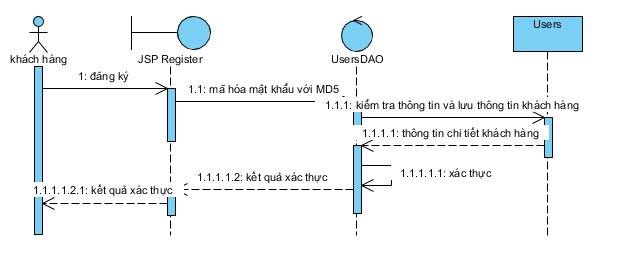 khách hàng
JSP Register
UsersDAO
Users
1: đăng ký
1.1: mã hóa mật khẩu với MD5
1.1.1: kiểm tra thông tin và lưu thông tin khách hàng
1.1.1.1: thông tin chi tiết khách hàng
1.1.1.1.1: xác thực
1.1.1.1.2: kết quả xác thực
1.1.1.1.2.1: kết quả xác thực